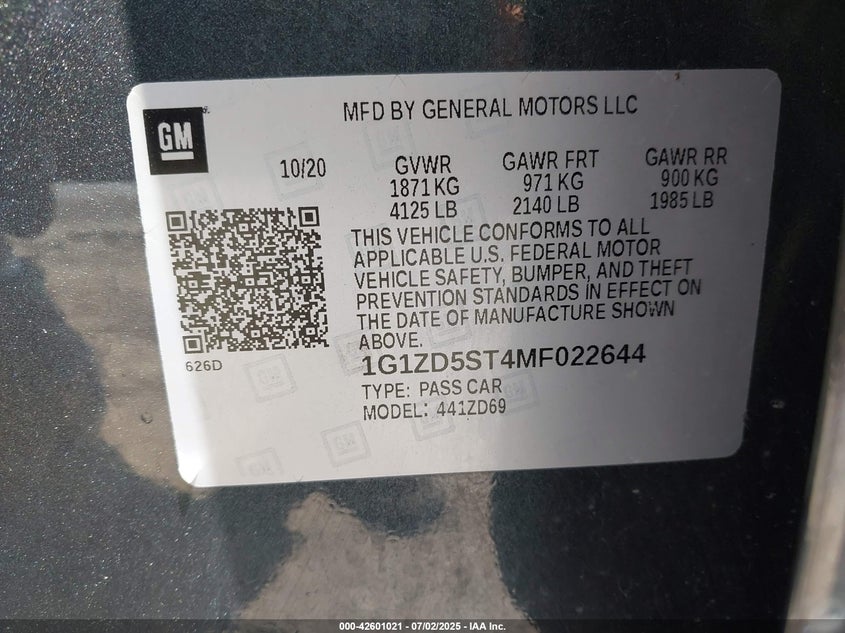 MFD BY GENERAL MOTORS LLC
GM
10/20
GVWR GAWR FRT GAWR RR
1871 KG 971 KG 900 KG
4125 LB 2140 LB 1985 LB
THIS VEHICLE CONFORMS TO ALL
APPLICABLE U.S. FEDERAL MOTOR
VEHICLE SAFETY, BUMPER, AND THEFT
PREVENTION STANDARDS IN EFFECT ON
THE DATE OF MANUFACTURE SHOWN
ABOVE.
626D
1G1ZD5ST4MF022644
TYPE: PASS CAR
MODEL: 441ZD69
000-42601021 - 07/02/2025 - IAA Inc.